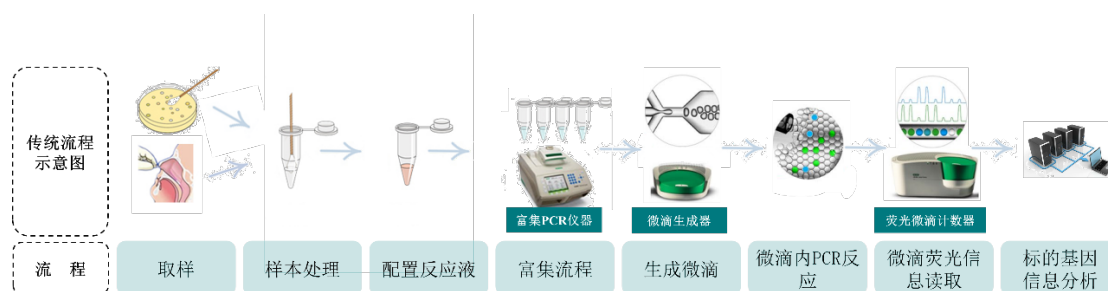 传统流程
示意图
富集PCR仪器
微滴生成器
荧光微滴计数器
流 程
取样
样本处理
配置反应液
富集流程
生成微滴
微滴内PCR反
应
微滴荧光信
息读取
标的基因
信息分析